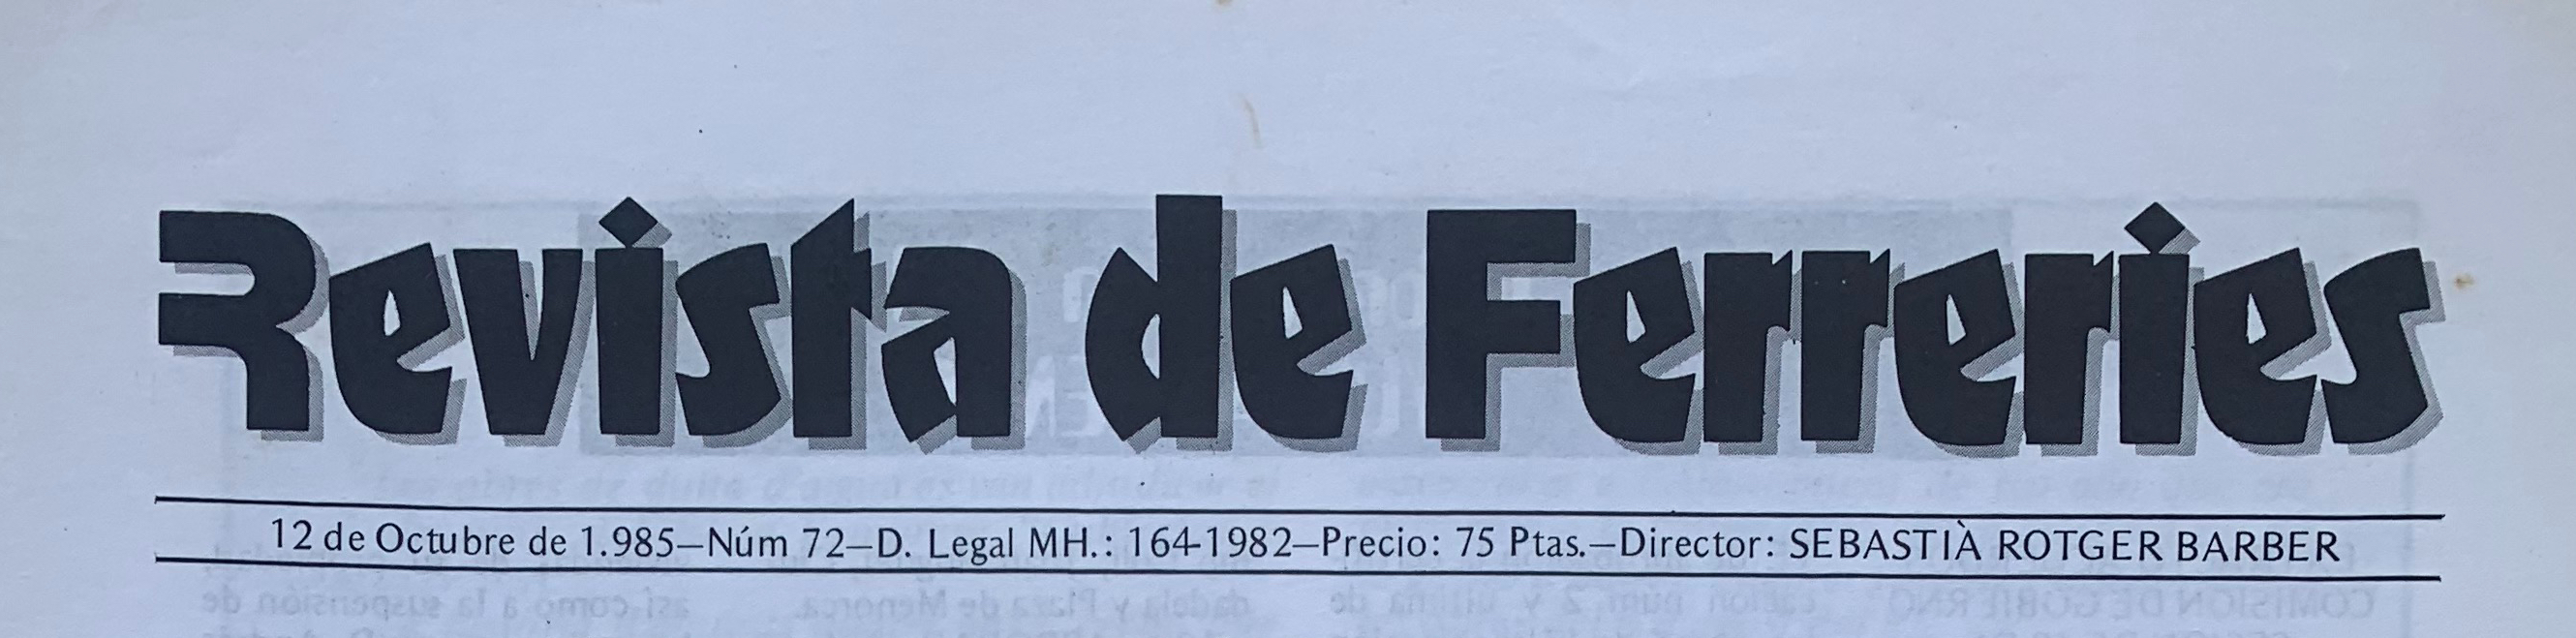 Revista de Ferreries
12 de Octubre de 1.985—Núm 72—D. Legal MH.: 164-1982—Precio: 75 Ptas.—Director: SEBASTIÀ ROTGER BARBER